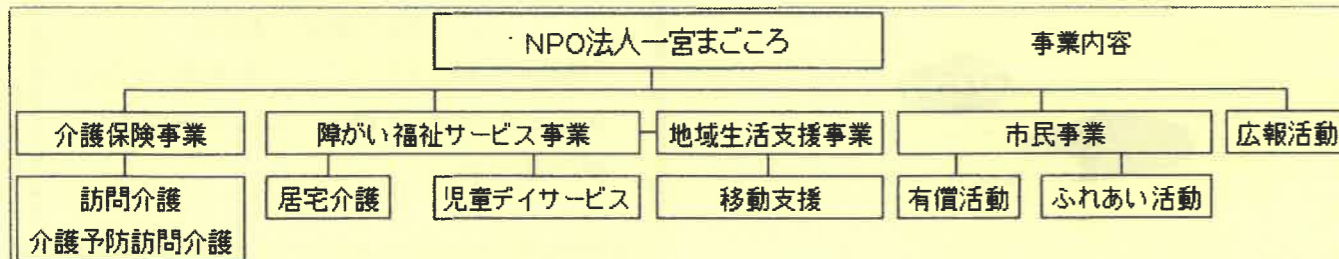 NPO法人一宮まごころ
事業内容
介護保険事業
障がい福祉サービス事業
地域生活支援事業
市民事業
広報活動
訪問介護
介護予防訪問介護
居宅介護
児童デイサービス
移動支援
有償活動
ふれあい活動